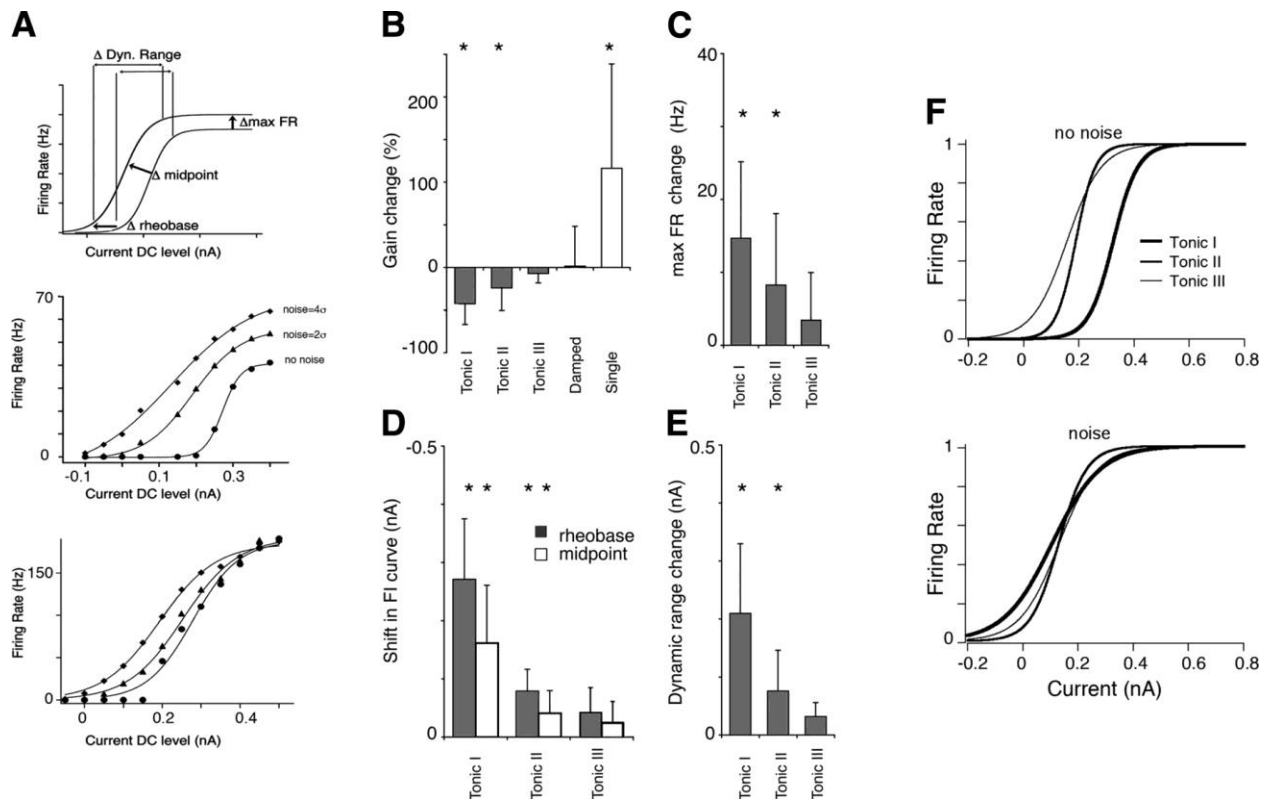 A
Δ Dyn. Range
Δmax FR
Δ midpoint
Δ rheobase
Firing Rate (Hz)
Current DC level (nA)
70
0
Firing Rate (Hz)
noise=4σ
noise=2σ
no noise
-0.1 0.1 0.3
Current DC level (nA)
150
0
Firing Rate (Hz)
0 0.2 0.4
Current DC level (nA)
B
* * *
200
100
0
-100
Gain change (%)
Tonic I
Tonic II
Tonic III
Damped
Single
C
40
20
0
max FR change (Hz)
* *
Tonic I
Tonic II
Tonic III
D
-0.5
0
Shift in FI curve (nA)
* * * *
rheobase
midpoint
Tonic I
Tonic II
Tonic III
E
0.5
0
Dynamic range change (nA)
* *
Tonic I
Tonic II
Tonic III
F
no noise
1
0
Firing Rate
Tonic I
Tonic II
Tonic III
-0.2 0 0.2 0.4 0.6 0.8
noise
1
0
Firing Rate
-0.2 0 0.2 0.4 0.6 0.8
Current (nA)